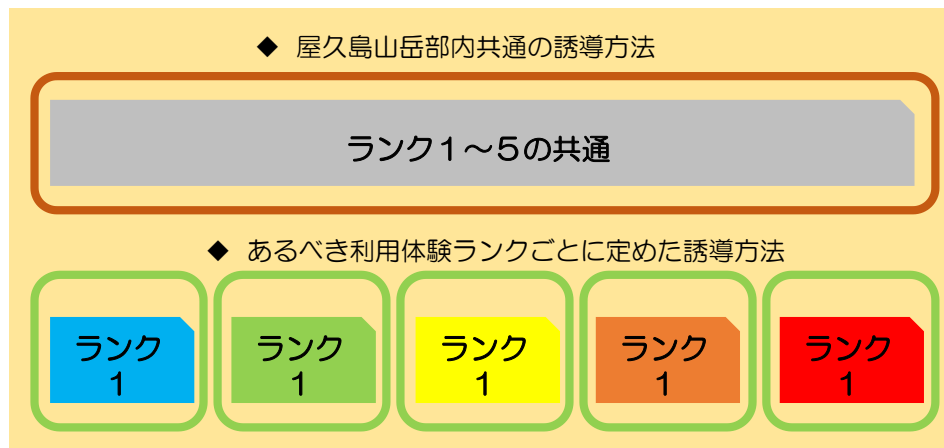 ◆ 屋久島山岳部内共通の誘導方法
ランク１～５の共通
◆ あるべき利用体験ランクごとに定めた誘導方法
ランク
１
ランク
１
ランク
１
ランク
１
ランク
１